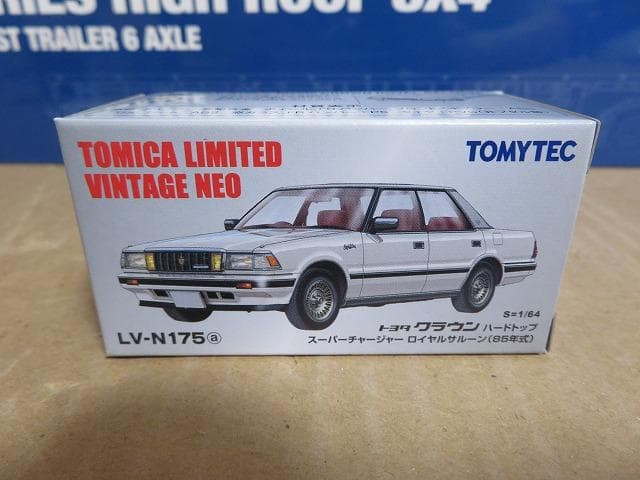 RIES HIGH ROOF 6X4
ST TRAILER 6 AXLE
TOMICA LIMITED
VINTAGE NEO
TOMYTEC
S=1/64
LV-N175ⓐ
トヨタ クラウン ハードトップ
スーパーチャージャー ロイヤルサルーン(85年式)